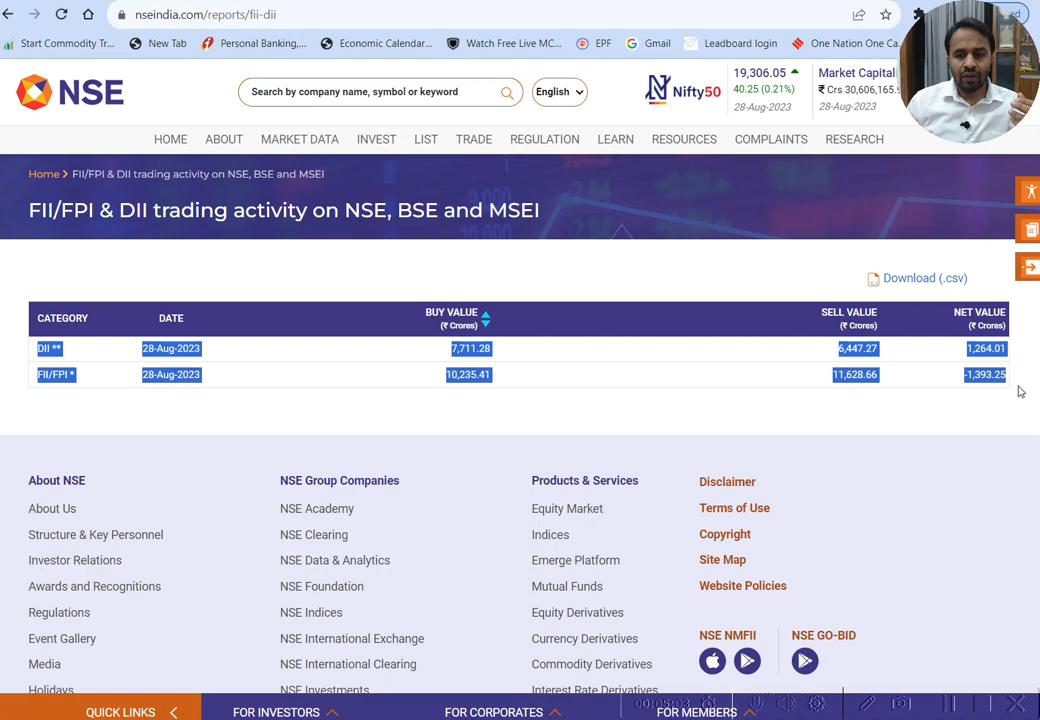 nseindia.com/reports/fii-dii
Start Commodity Tr... New Tab Personal Banking,... Economic Calendar... Watch Free Live MC... EPF Gmail Leadboard login One Nation One Ca...
NSE
Search by company name, symbol or keyword
English
Nifty50
19,306.05
40.25 (0.21%)
28-Aug-2023
Market Capital
₹ Crs 30,606,165.9
28-Aug-2023
HOME ABOUT MARKET DATA INVEST LIST TRADE REGULATION LEARN RESOURCES COMPLAINTS RESEARCH
Home > FII/FPI & DII trading activity on NSE, BSE and MSEI
FII/FPI & DII trading activity on NSE, BSE and MSEI
Download (.csv)
CATEGORY DATE BUY VALUE (₹ Crores) SELL VALUE (₹ Crores) NET VALUE (₹ Crores)
DII ** 28-Aug-2023 7,711.28 6,447.27 1,264.01
FII/FPI * 28-Aug-2023 10,235.41 11,628.66 -1,393.25
About NSE
About Us
Structure & Key Personnel
Investor Relations
Awards and Recognitions
Regulations
Event Gallery
Media
Holidays
NSE Group Companies
NSE Academy
NSE Clearing
NSE Data & Analytics
NSE Foundation
NSE Indices
NSE International Exchange
NSE International Clearing
NSE Investments
Products & Services
Equity Market
Indices
Emerge Platform
Mutual Funds
Equity Derivatives
Currency Derivatives
Commodity Derivatives
Interest Rate Derivatives
Disclaimer
Terms of Use
Copyright
Site Map
Website Policies
NSE NMFII NSE GO-BID
QUICK LINKS FOR INVESTORS FOR CORPORATES FOR MEMBERS